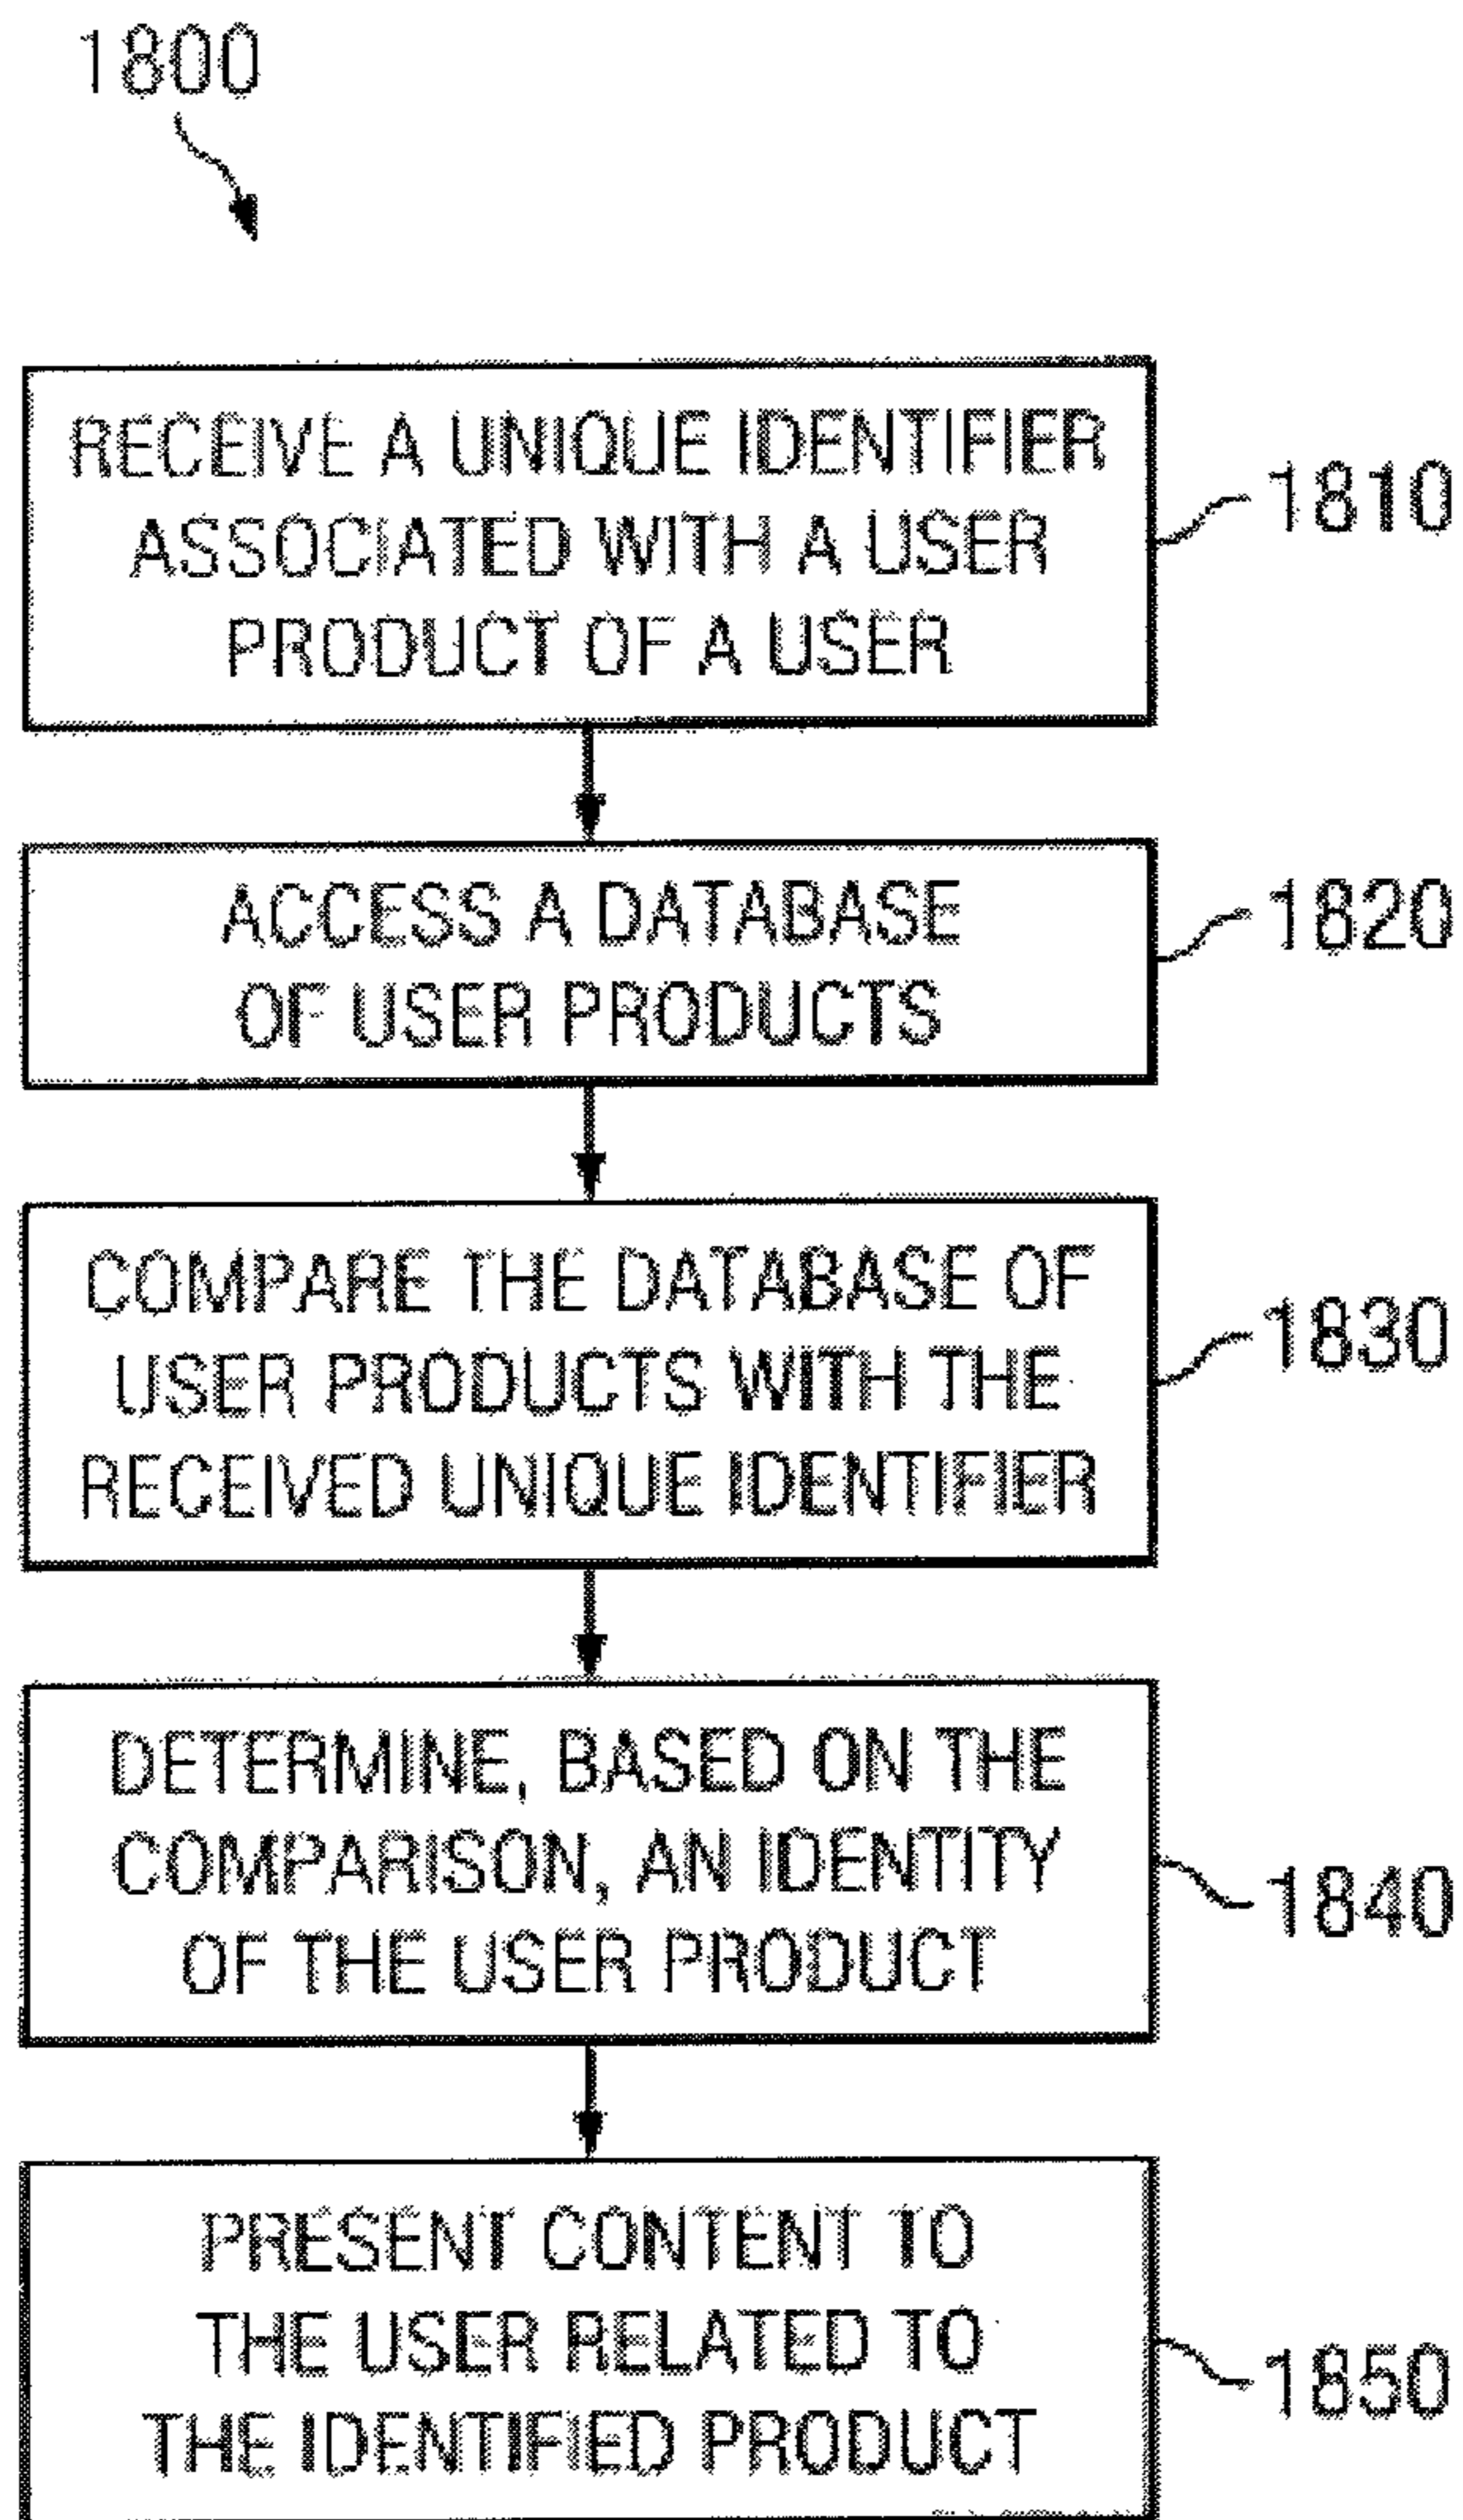 1800
RECEIVE A UNIQUE IDENTIFIER
ASSOCIATED WITH A USER
PRODUCT OF A USER
1810
ACCESS A DATABASE
OF USER PRODUCTS
1820
COMPARE THE DATABASE OF
USER PRODUCTS WITH THE
RECEIVED UNIQUE IDENTIFIER
1830
DETERMINE, BASED ON THE
COMPARISON, AN IDENTITY
OF THE USER PRODUCT
1840
PRESENT CONTENT TO
THE USER RELATED TO
THE IDENTIFIED PRODUCT
1850